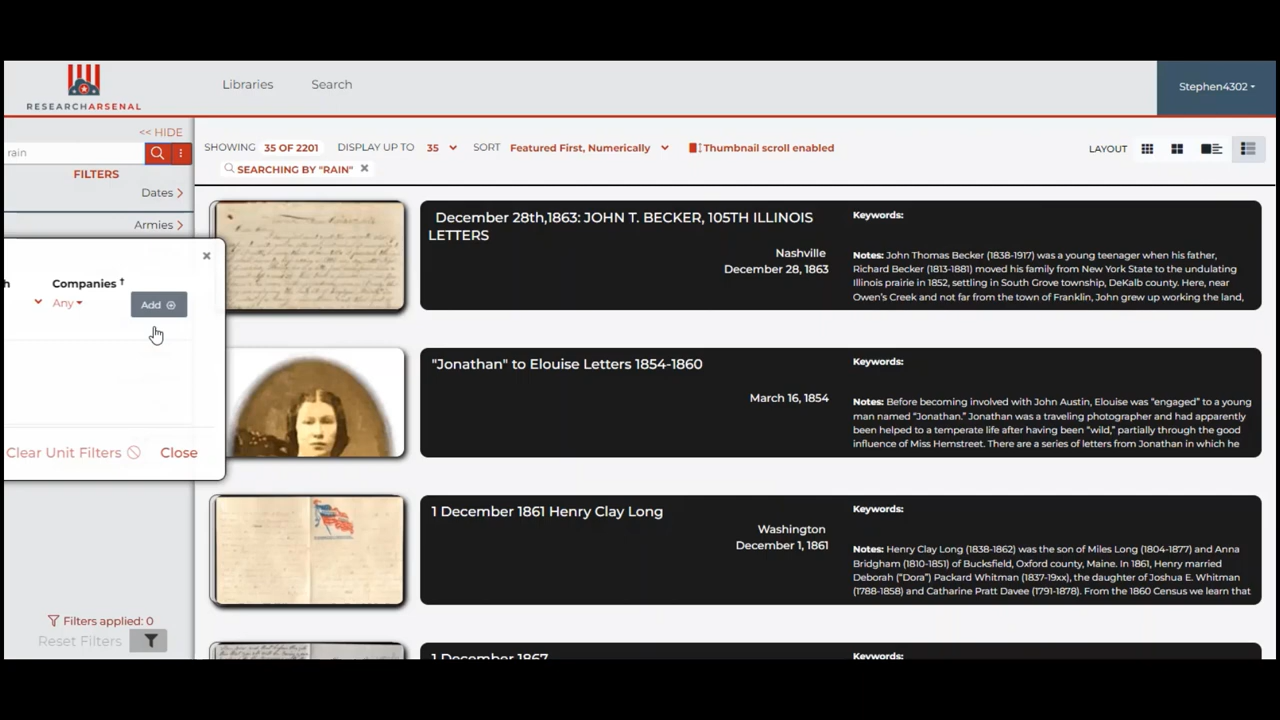 RESEARCHARSENAL
Libraries
Search
Stephen4302
<< HIDE
rain
FILTERS
Dates
Armies
h
Companies
Any
Add
Clear Unit Filters
Close
Filters applied: 0
Reset Filters
SHOWING 35 OF 2201 DISPLAY UP TO 35 SORT Featured First, Numerically Thumbnail scroll enabled LAYOUT
SEARCHING BY "RAIN"
December 28th,1863: JOHN T. BECKER, 105TH ILLINOIS
LETTERS
Nashville
December 28, 1863
Keywords:
Notes: John Thomas Becker (1838-1917) was a young teenager when his father,
Richard Becker (1813-1881) moved his family from New York State to the undulating
Illinois prairie in 1852, settling in South Grove township, DeKalb county. Here, near
Owen's Creek and not far from the town of Franklin, John grew up working the land,
"Jonathan" to Elouise Letters 1854-1860
March 16, 1854
Keywords:
Notes: Before becoming involved with John Austin, Elouise was "engaged" to a young
man named "Jonathan." Jonathan was a traveling photographer and had apparently
been helped to a temperate life after having been "wild," partially through the good
influence of Miss Hemstreet. There are a series of letters from Jonathan in which he
1 December 1861 Henry Clay Long
Washington
December 1, 1861
Keywords:
Notes: Henry Clay Long (1838-1862) was the son of Miles Long (1804-1877) and Anna
Bridgham (1810-1851) of Bucksfield, Oxford county, Maine. In 1861, Henry married
Deborah ("Dora") Packard Whitman (1837-19xx), the daughter of Joshua E. Whitman
(1788-1858) and Catharine Pratt Davee (1791-1878). From the 1860 Census we learn that
1 December 1867
Keywords: